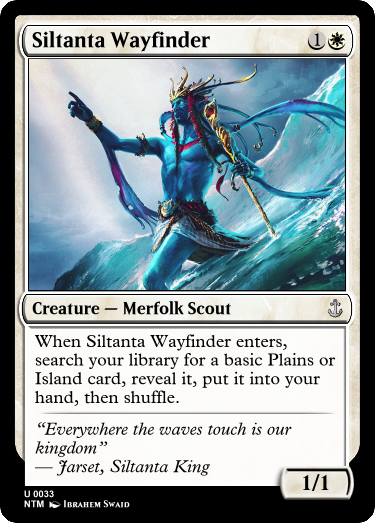 Siltanta Wayfinder 1
Creature — Merfolk Scout
When Siltanta Wayfinder enters,
search your library for a basic Plains or
Island card, reveal it, put it into your
hand, then shuffle.
“Everywhere the waves touch is our
kingdom”
— Jarset, Siltanta King
1/1
U 0033
NTM Ibrahem Swaid